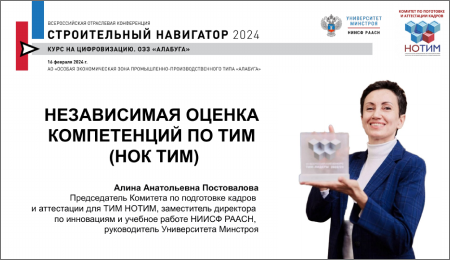 ВСЕРОССИЙСКАЯ ОТРАСЛЕВАЯ КОНФЕРЕНЦИЯ
СТРОИТЕЛЬНЫЙ НАВИГАТОР 2024
КУРС НА ЦИФРОВИЗАЦИЮ. ОЭЗ «АЛАБУГА»
16 февраля 2024 г.
АО «ОСОБАЯ ЭКОНОМИЧЕСКАЯ ЗОНА ПРОМЫШЛЕННО-ПРОИЗВОДСТВЕННОГО ТИПА «АЛАБУГА»
УНИВЕРСИТЕТ
МИНСТРОЯ
НИИСФ РААСН
КОМИТЕТ ПО ПОДГОТОВКЕ
И АТТЕСТАЦИИ КАДРОВ
НОТИМ
НЕЗАВИСИМАЯ ОЦЕНКА
КОМПЕТЕНЦИЙ ПО ТИМ
(НОК ТИМ)
Алина Анатольевна Постовалова
Председатель Комитета по подготовке кадров
и аттестации для ТИМ НОТИМ, заместитель директора
по инновациям и учебное работе НИИСФ РААСН,
руководитель Университета Минстроя